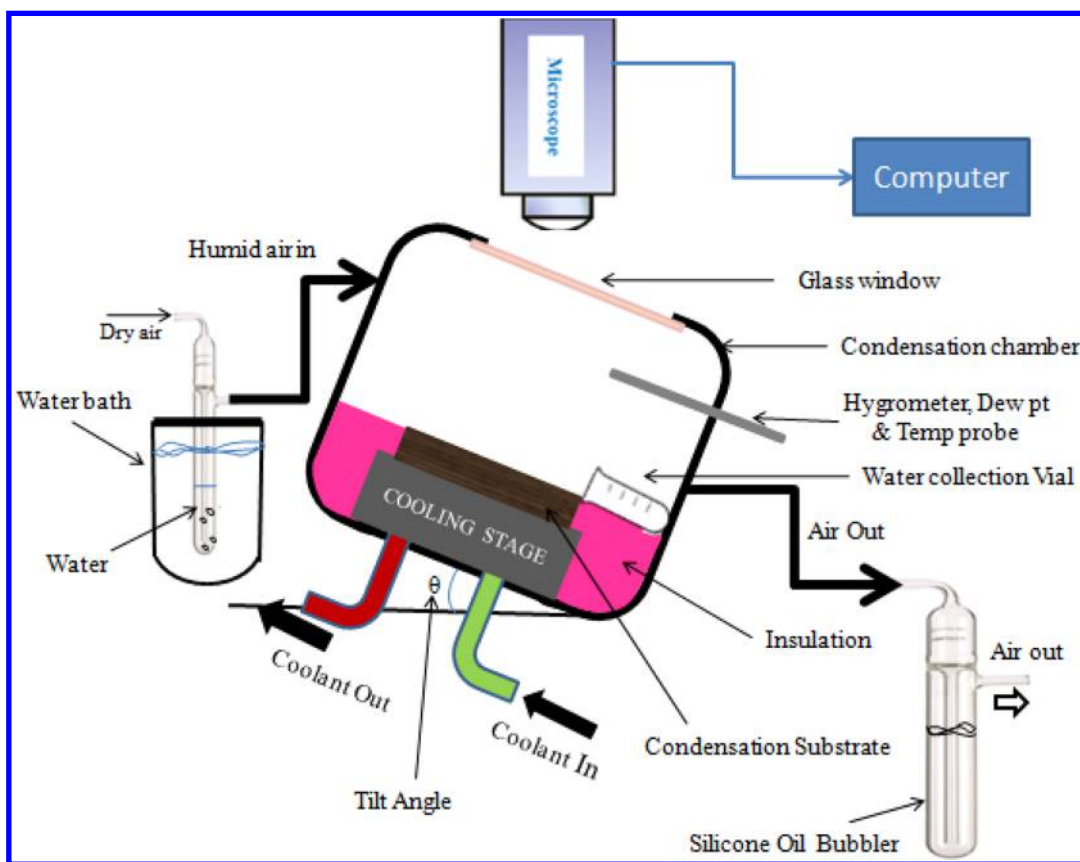 Microscope
Computer
Humid air in
Glass window
Dry air
Condensation chamber
Water bath
Hygrometer, Dew pt
& Temp probe
Water collection Vial
COOLING STAGE
Air Out
Water
θ
Insulation
Air out
Coolant Out
Coolant In
Condensation Substrate
Tilt Angle
Silicone Oil Bubbler